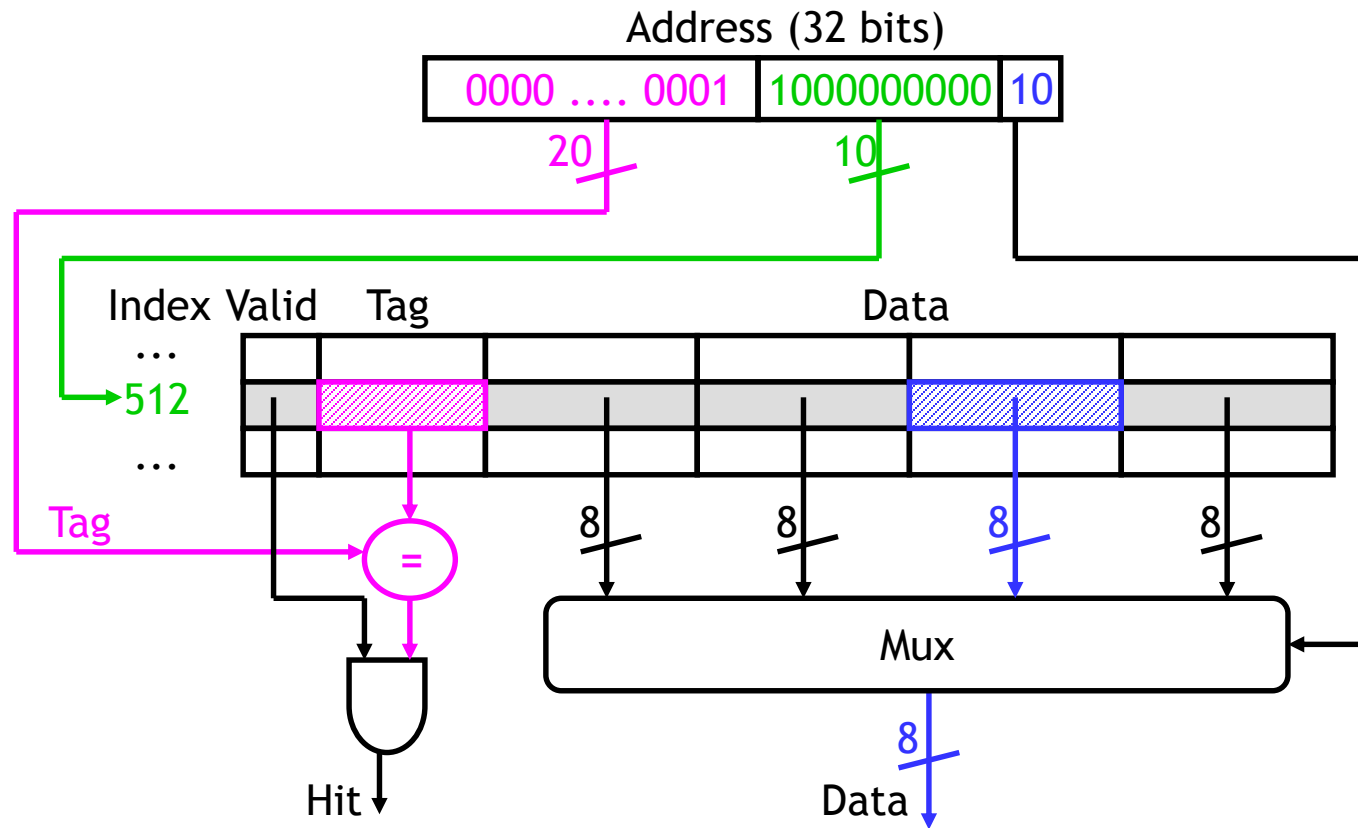 Address (32 bits)
0000 .... 0001 1000000000 10
20 10
Index Valid Tag Data
...
512
...
Tag
8 8 8 8
=
Mux
8
Hit Data